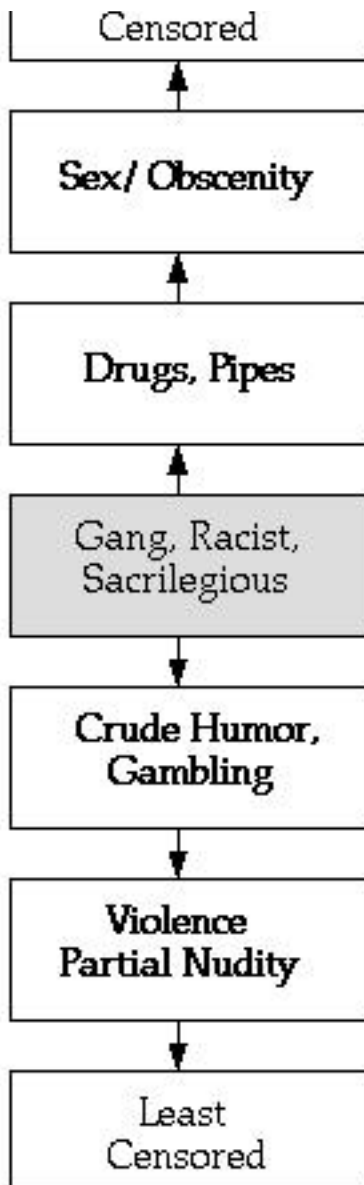 Censored
Sex/ Obscenity
Drugs, Pipes
Gang, Racist,
Sacrilegious
Crude Humor,
Gambling
Violence
Partial Nudity
Least
Censored